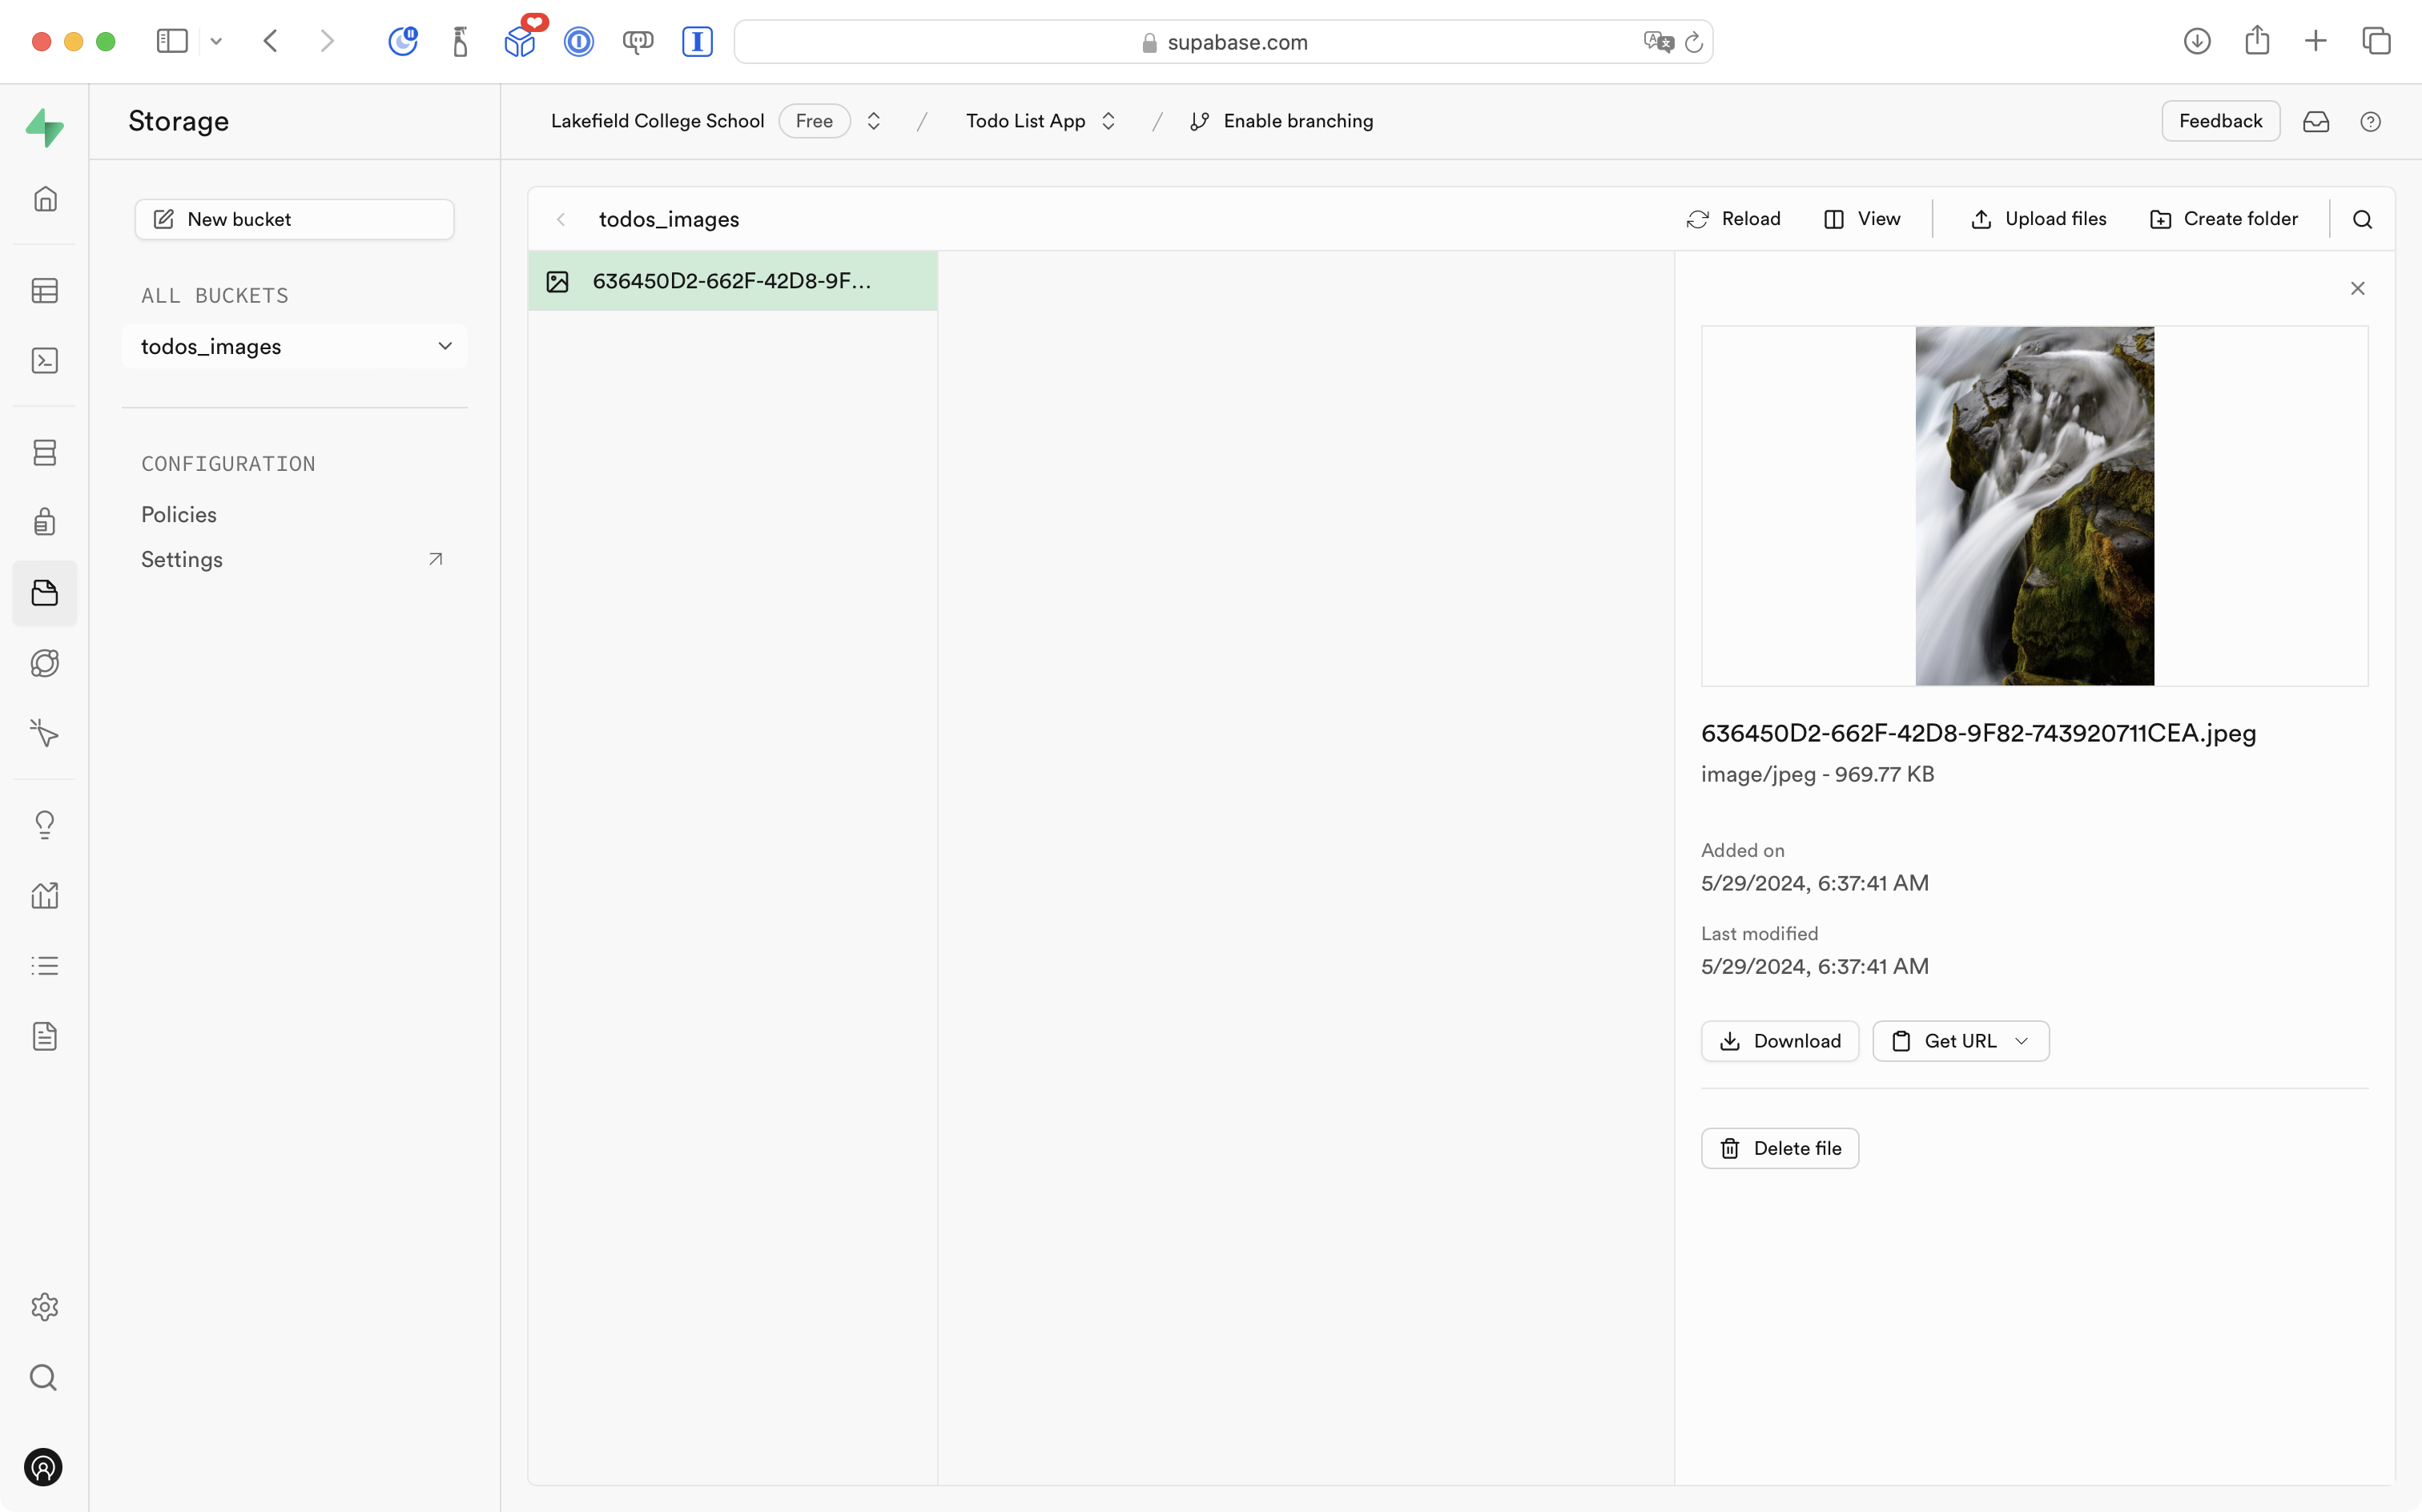 supabase.com
Storage
Lakefield College School Free / Todo List App / Enable branching
Feedback
New bucket
ALL BUCKETS
todos_images
CONFIGURATION
Policies
Settings
todos_images
Reload
View
Upload files
Create folder
636450D2-662F-42D8-9F...
636450D2-662F-42D8-9F82-743920711CEA.jpeg
image/jpeg - 969.77 KB
Added on
5/29/2024, 6:37:41 AM
Last modified
5/29/2024, 6:37:41 AM
Download
Get URL
Delete file